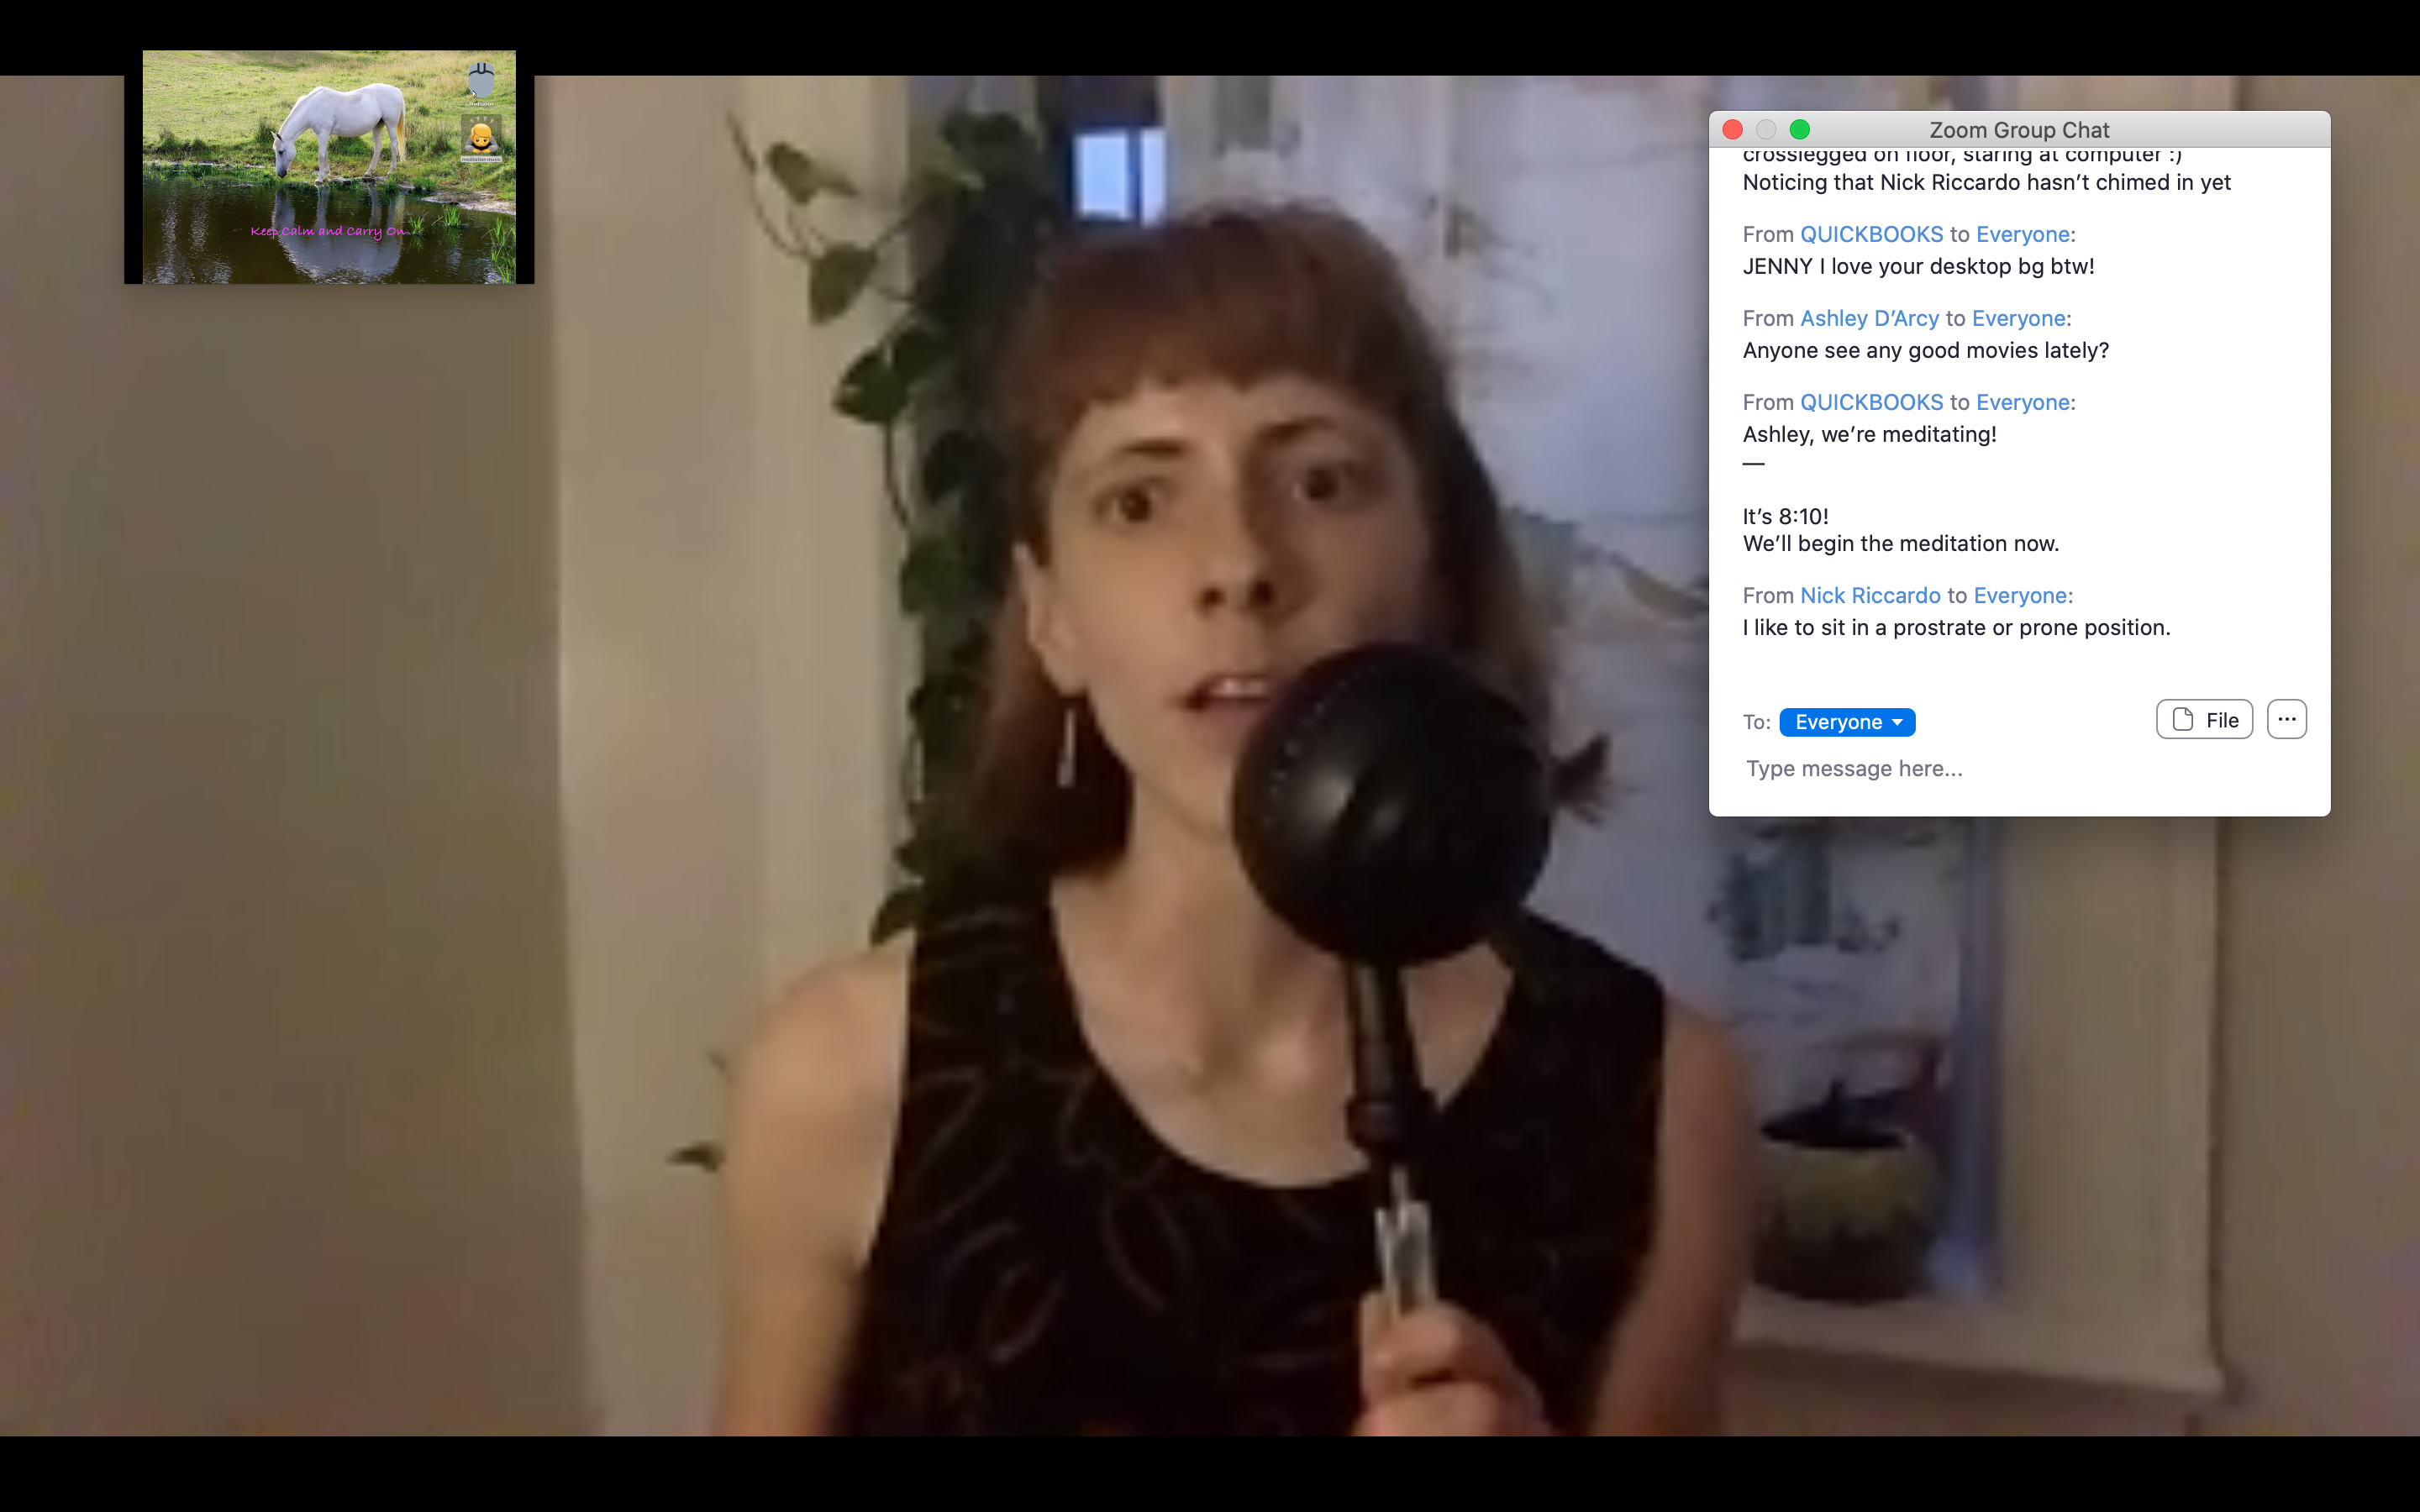 Keep Calm and Carry On
Zoom Group Chat
crosslegged on floor, staring at computer :)
Noticing that Nick Riccardo hasn’t chimed in yet
From QUICKBOOKS to Everyone:
JENNY I love your desktop bg btw!
From Ashley D’Arcy to Everyone:
Anyone see any good movies lately?
From QUICKBOOKS to Everyone:
Ashley, we’re meditating!
—
It’s 8:10!
We’ll begin the meditation now.
From Nick Riccardo to Everyone:
I like to sit in a prostrate or prone position.
To: Everyone
File
...
Type message here...